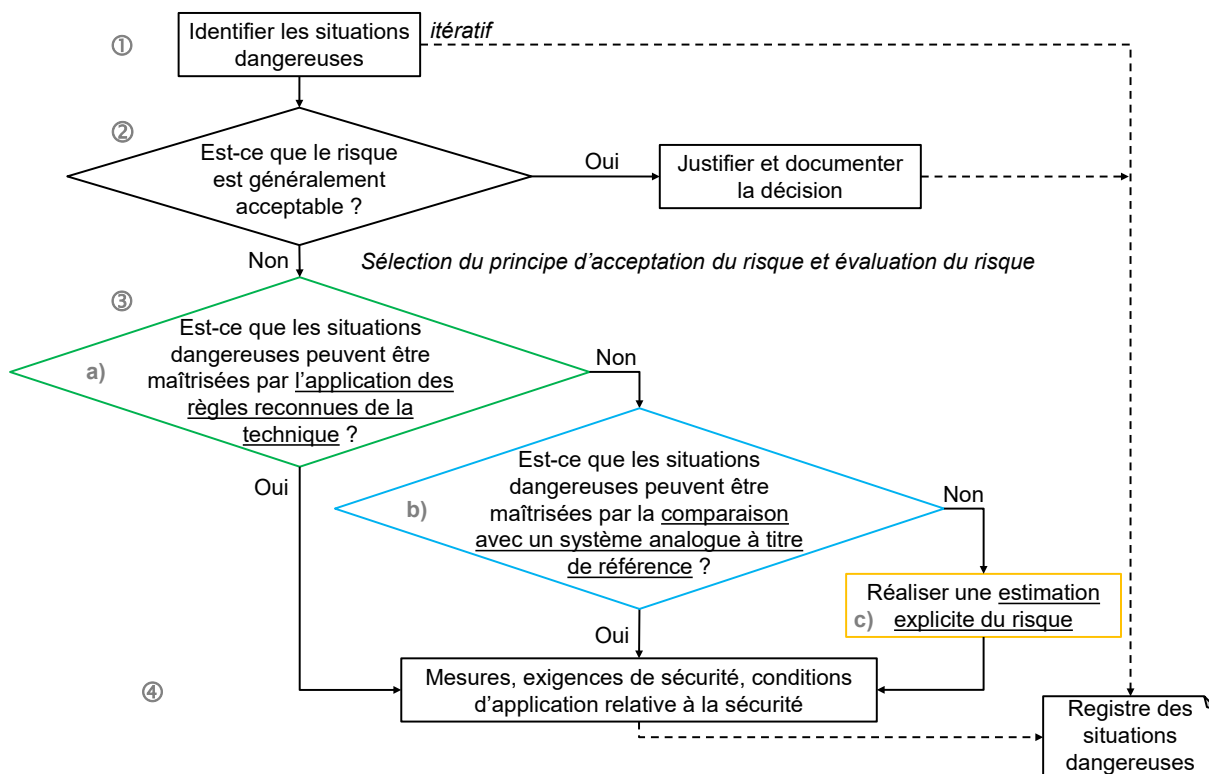 ①
Identifier les situations
dangereuses
itératif
②
Est-ce que le risque
est généralement
acceptable ?
Oui
Justifier et documenter
la décision
Non
Sélection du principe d'acceptation du risque et évaluation du risque
③
a)
Est-ce que les situations
dangereuses peuvent être
maîtrisées par l'application des
règles reconnues de la
technique ?
Non
Oui
b)
Est-ce que les situations
dangereuses peuvent être
maîtrisées par la comparaison
avec un système analogue à titre
de référence ?
Non
Oui
c)
Réaliser une estimation
explicite du risque
④
Mesures, exigences de sécurité, conditions
d'application relative à la sécurité
Registre des
situations
dangereuses